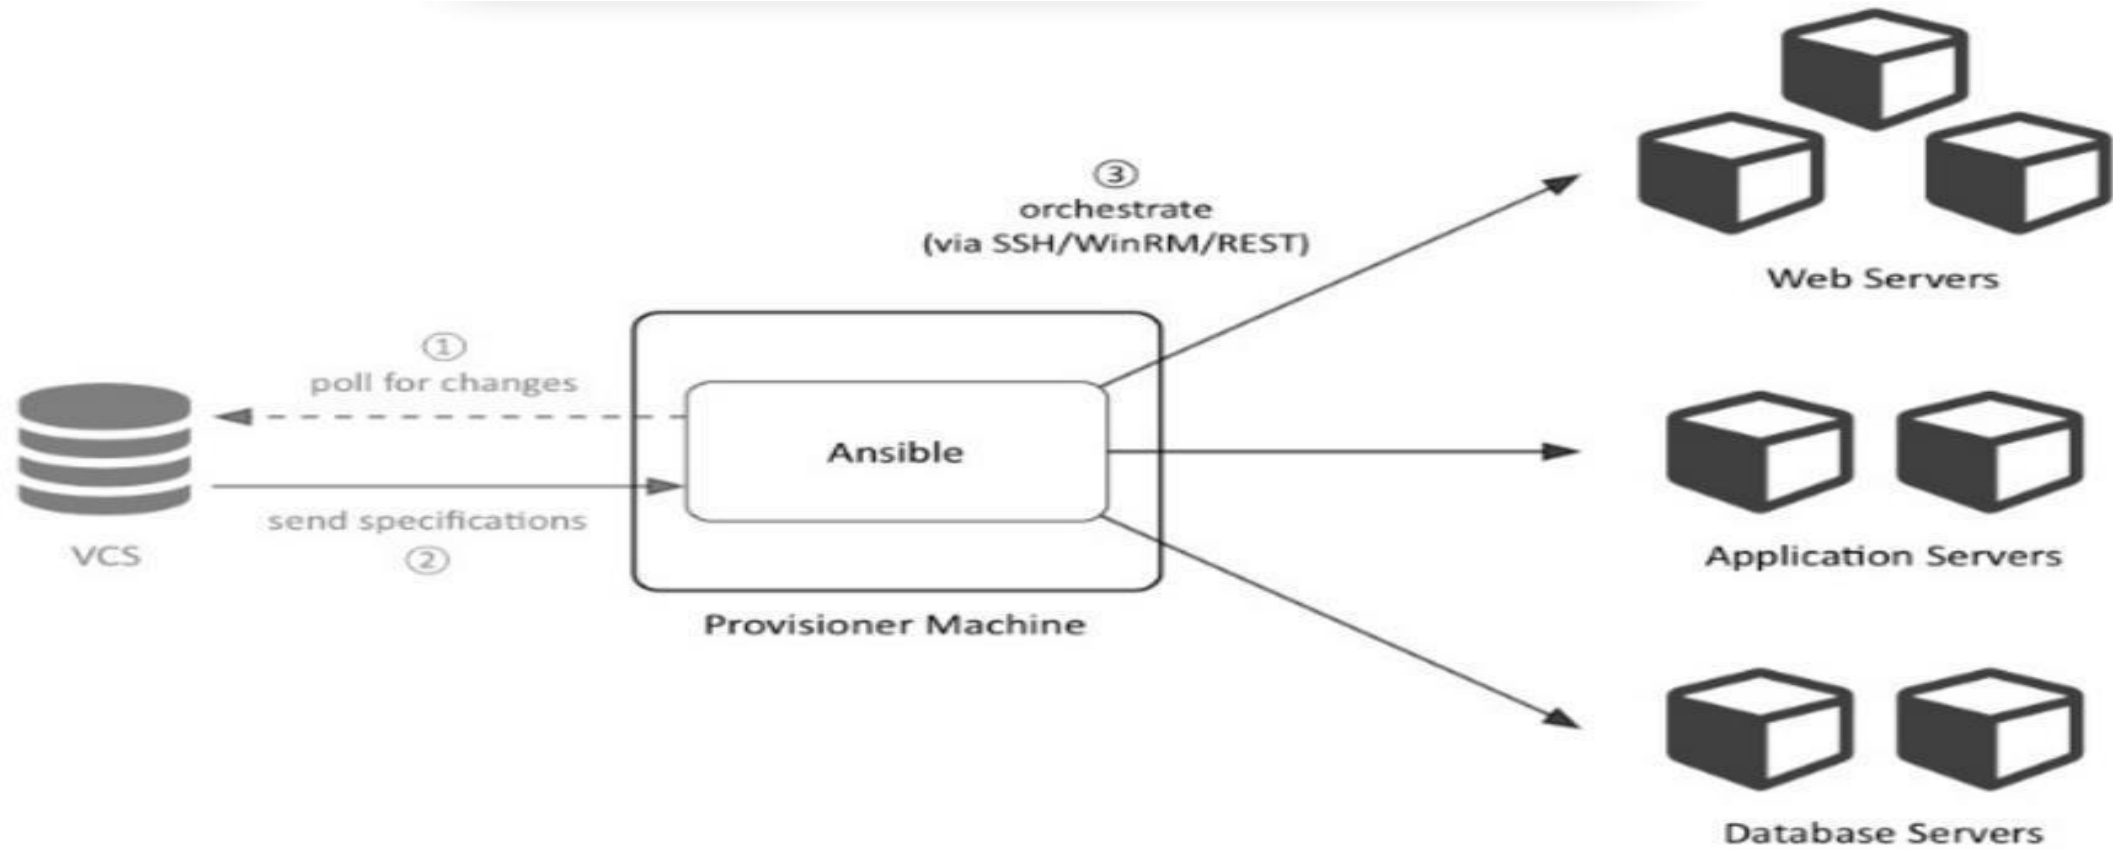 ③
orchestrate
(via SSH/WinRM/REST)
Web Servers
①
poll for changes
Ansible
send specifications
②
VCS
Application Servers
Provisioner Machine
Database Servers